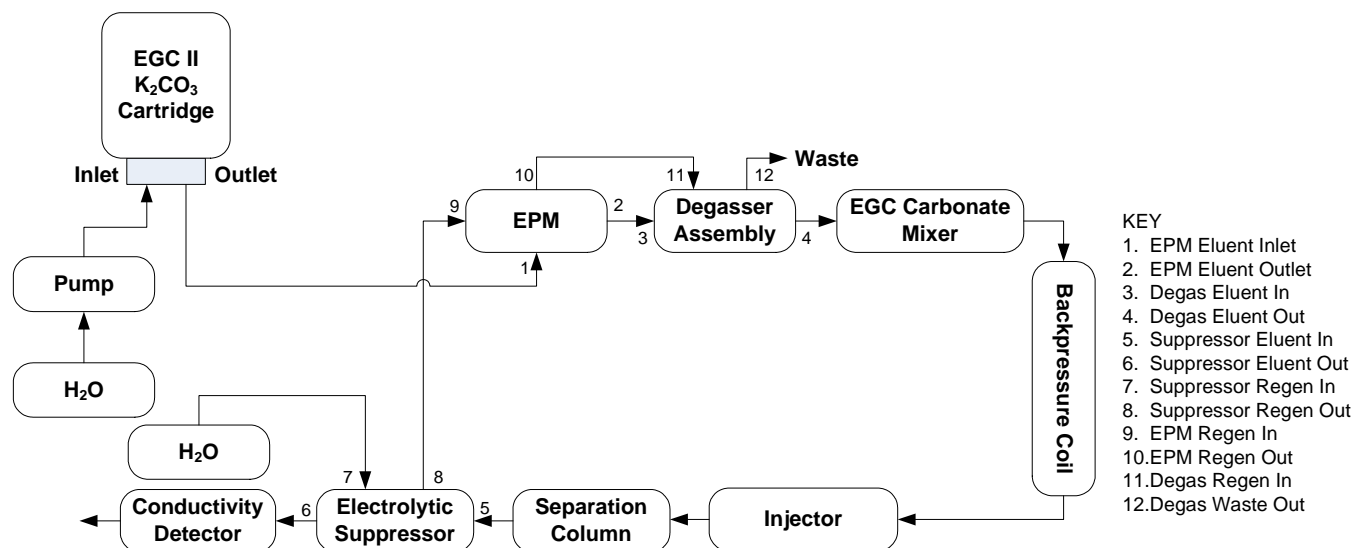 EGC II
K₂CO₃
Cartridge
Inlet
Outlet
Pump
H₂O
H₂O
9
EPM
10
1
2
3
11
Degasser
Assembly
12
Waste
4
EGC Carbonate
Mixer
Backpressure Coil
Injector
Separation
Column
5
Electrolytic
Suppressor
7
8
6
Conductivity
Detector
KEY
1. EPM Eluent Inlet
2. EPM Eluent Outlet
3. Degas Eluent In
4. Degas Eluent Out
5. Suppressor Eluent In
6. Suppressor Eluent Out
7. Suppressor Regen In
8. Suppressor Regen Out
9. EPM Regen In
10.EPM Regen Out
11.Degas Regen In
12.Degas Waste Out